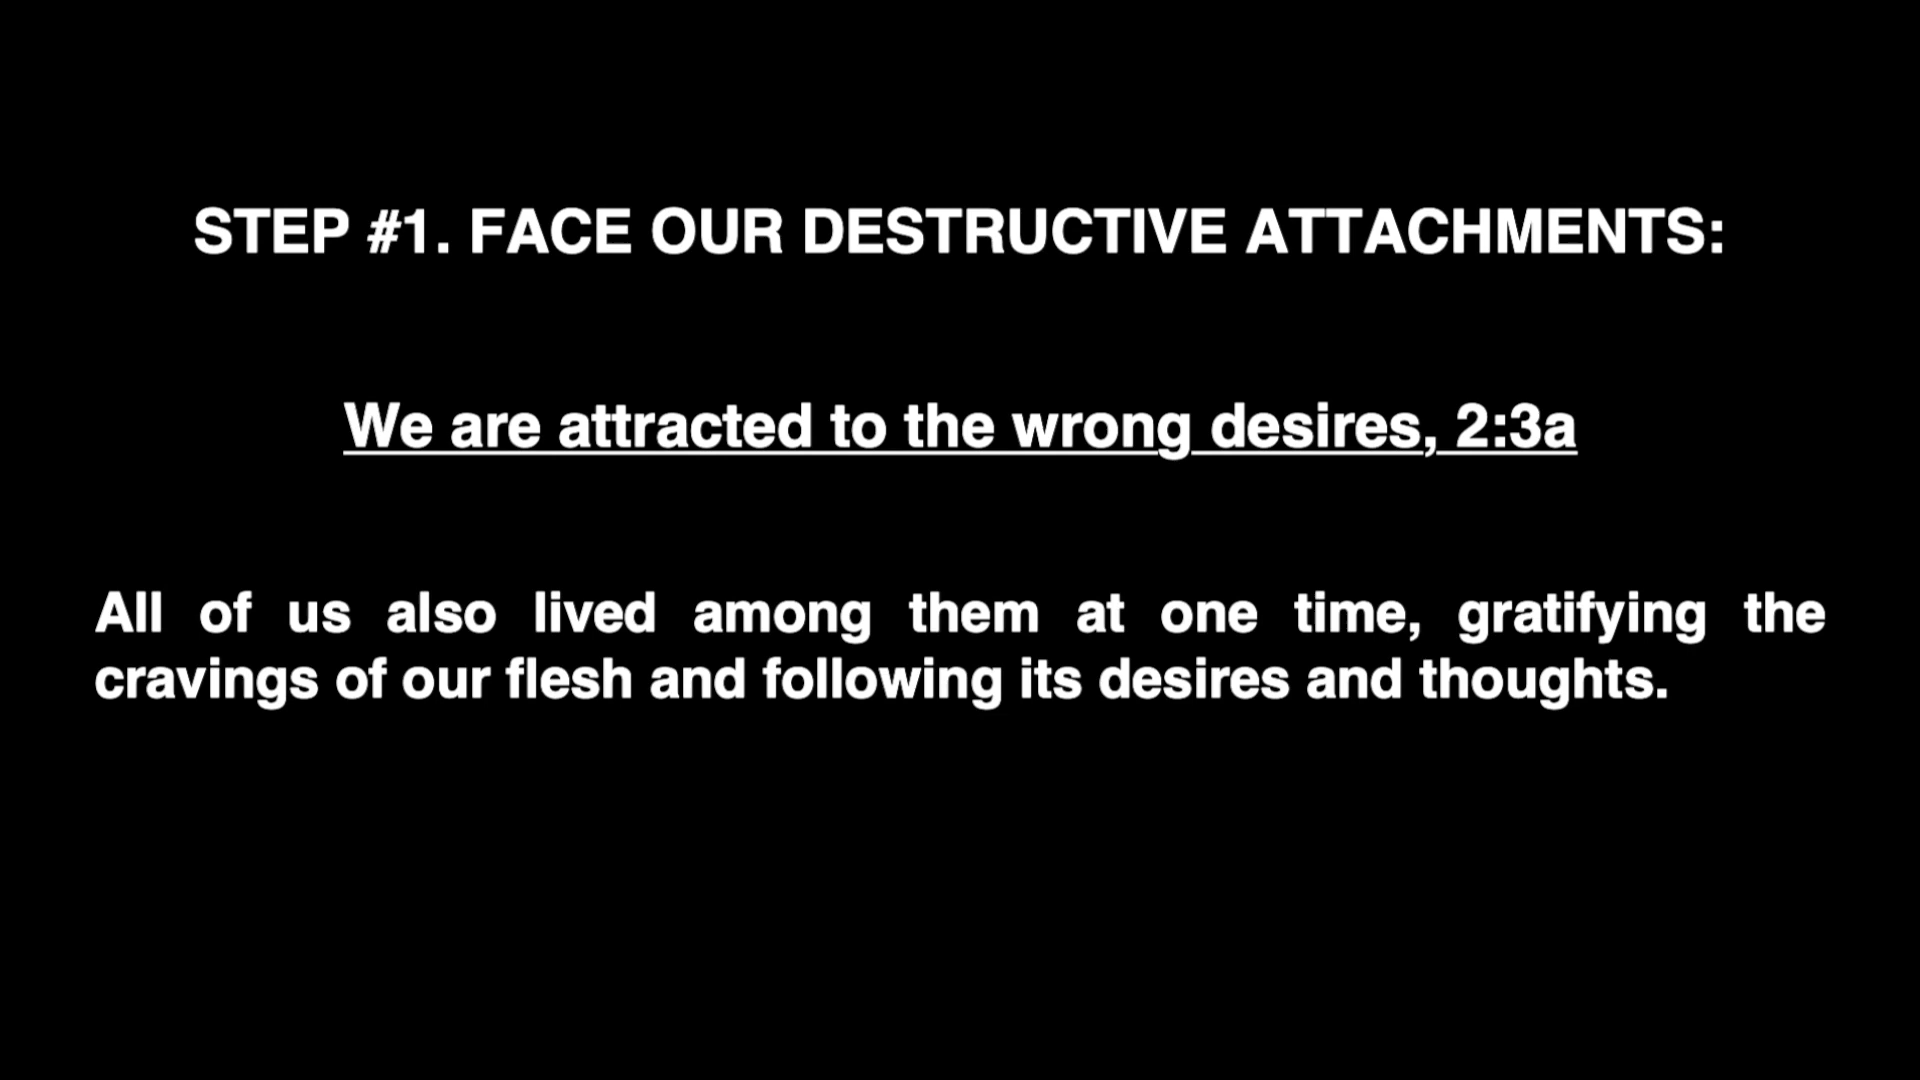 STEP #1. FACE OUR DESTRUCTIVE ATTACHMENTS:
We are attracted to the wrong desires, 2:3a
All of us also lived among them at one time, gratifying the
cravings of our flesh and following its desires and thoughts.